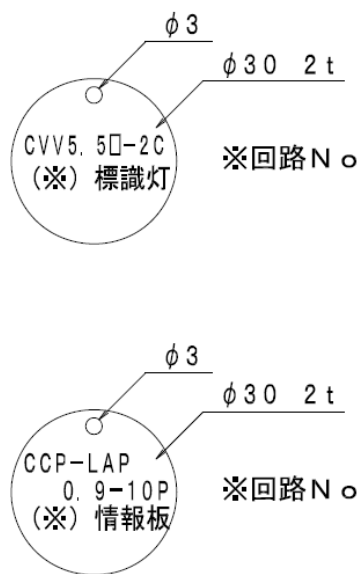 φ3
φ30 2t
CVV5.5□-2C
(※)標識灯
※回路No
φ3
φ30 2t
CCP-LAP
0.9-10P
(※)情報板
※回路No